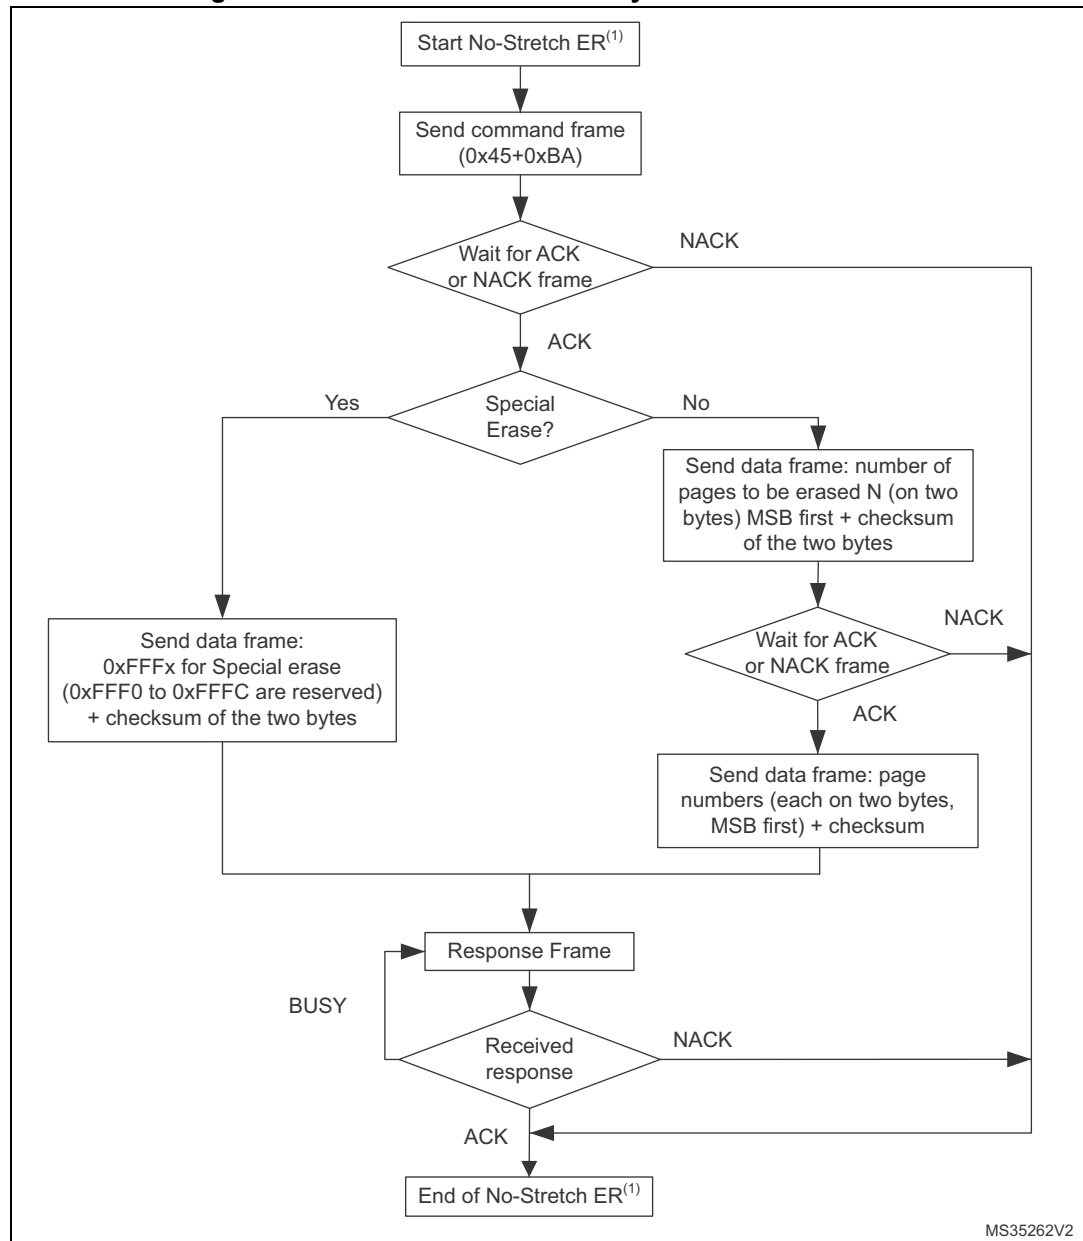 Start No-Stretch ER(1)
Send command frame
(0x45+0xBA)
NACK
Wait for ACK
or NACK frame
ACK
Yes
Special
Erase?
No
Send data frame: number of
pages to be erased N (on two
bytes) MSB first + checksum
of the two bytes
NACK
Wait for ACK
or NACK frame
Send data frame:
0xFFFx for Special erase
(0xFFF0 to 0xFFFC are reserved)
+ checksum of the two bytes
ACK
Send data frame: page
numbers (each on two bytes,
MSB first) + checksum
Response Frame
BUSY
Received
response
NACK
ACK
End of No-Stretch ER(1)
MS35262V2